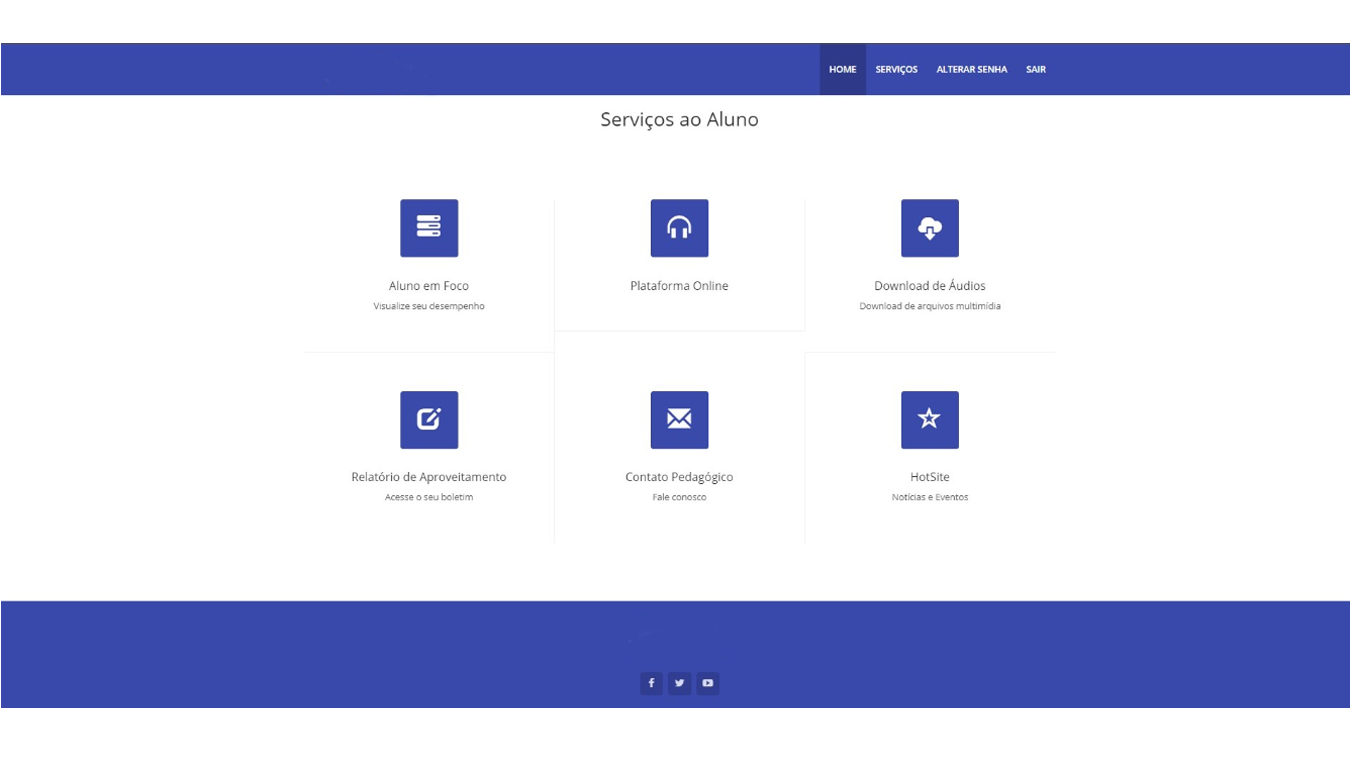 HOME SERVIÇOS ALTERAR SENHA SAIR
Serviços ao Aluno
Aluno em Foco
Visualize seu desempenho
Plataforma Online
Download de Áudios
Download de arquivos multimídia
Relatório de Aproveitamento
Acesse o seu boletim
Contato Pedagógico
Fale conosco
HotSite
Notícias e Eventos